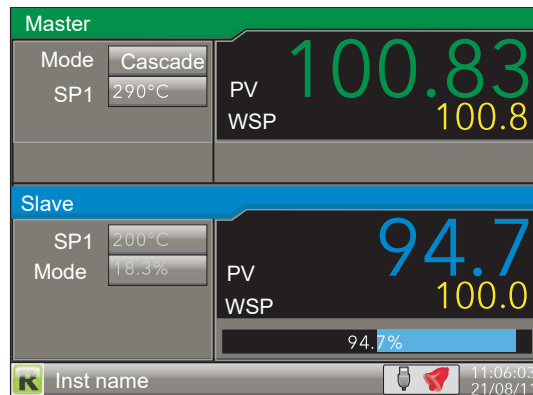 Master
Mode Cascade
SP1 290°C
PV 100.83
WSP 100.8
Slave
SP1 200°C
Mode 18.3%
PV 94.7
WSP 100.0
94.7%
Inst name
11:06:03
21/08/11